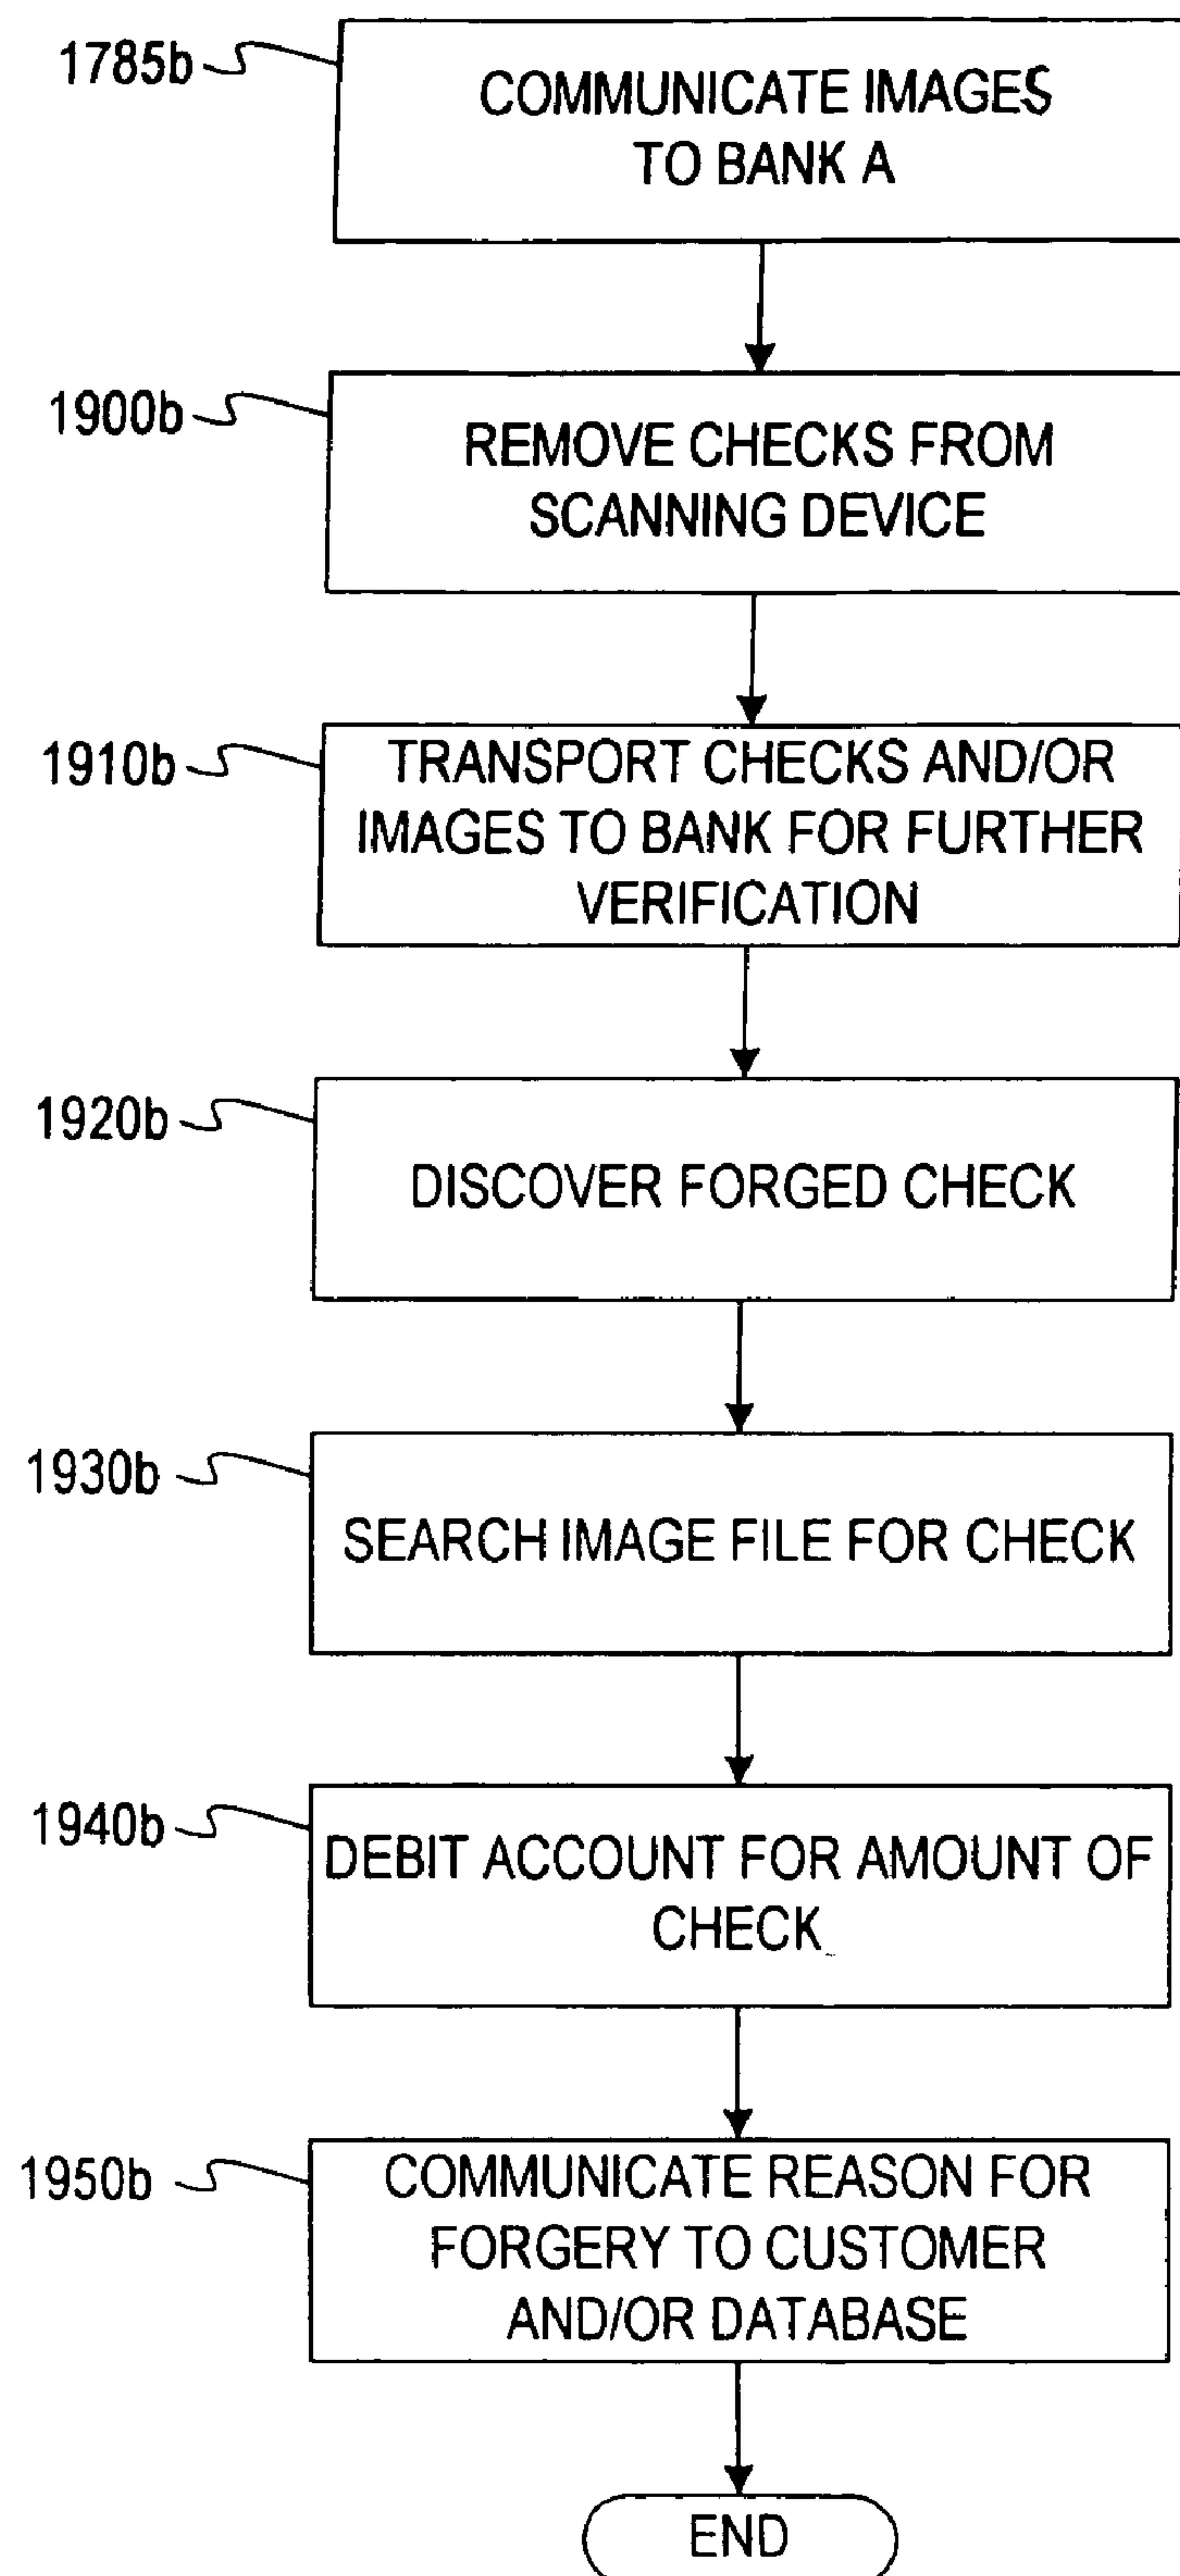 1785b
COMMUNICATE IMAGES
TO BANK A
1900b
REMOVE CHECKS FROM
SCANNING DEVICE
1910b
TRANSPORT CHECKS AND/OR
IMAGES TO BANK FOR FURTHER
VERIFICATION
1920b
DISCOVER FORGED CHECK
1930b
SEARCH IMAGE FILE FOR CHECK
1940b
DEBIT ACCOUNT FOR AMOUNT OF
CHECK
1950b
COMMUNICATE REASON FOR
FORGERY TO CUSTOMER
AND/OR DATABASE
END